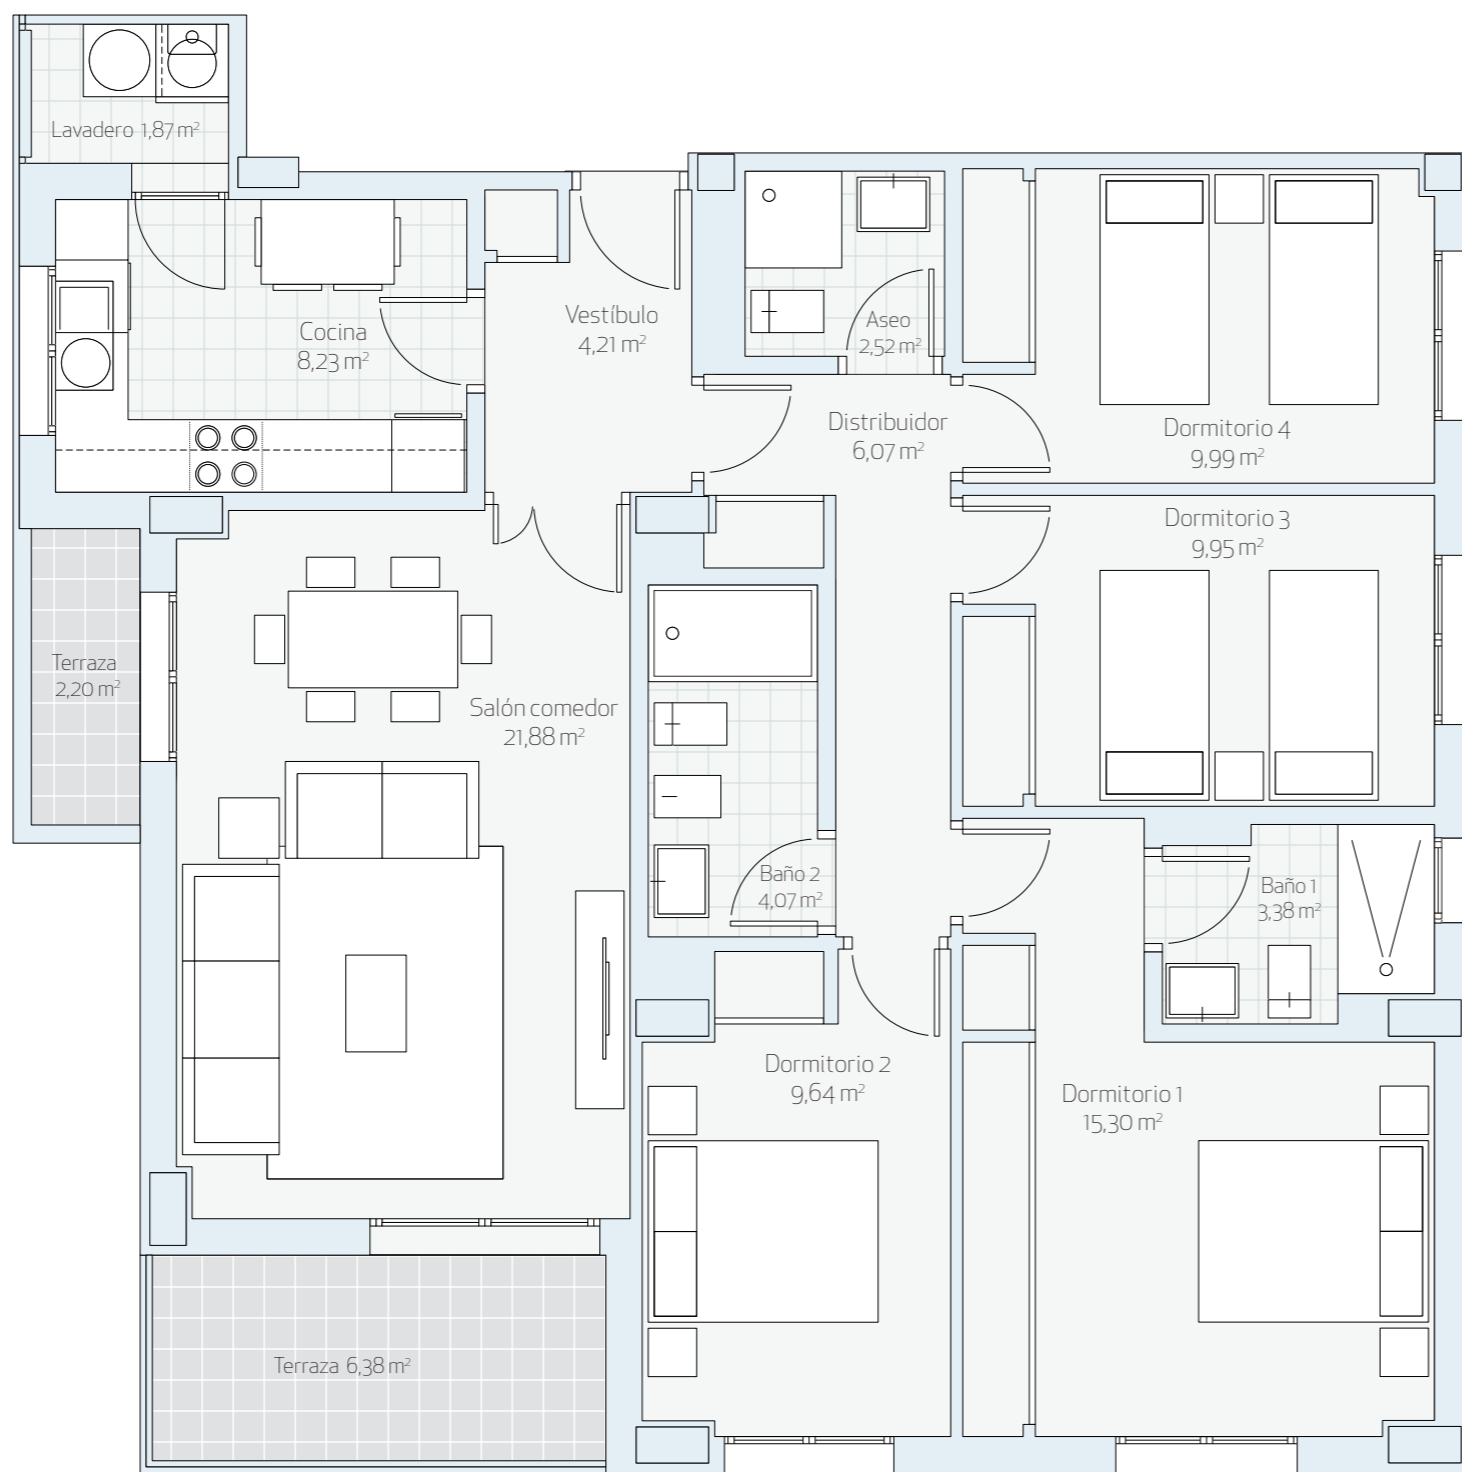 Lavadero 1,87 m²
Cocina
8,23 m²
Vestíbulo
4,21 m²
Aseo
2,52 m²
Distribuidor
6,07 m²
Dormitorio 4
9,99 m²
Dormitorio 3
9,95 m²
Terraza
2,20 m²
Salón comedor
21,88 m²
Baño 2
4,07 m²
Baño 1
3,38 m²
Dormitorio 2
9,64 m²
Dormitorio 1
15,30 m²
Terraza 6,38 m²